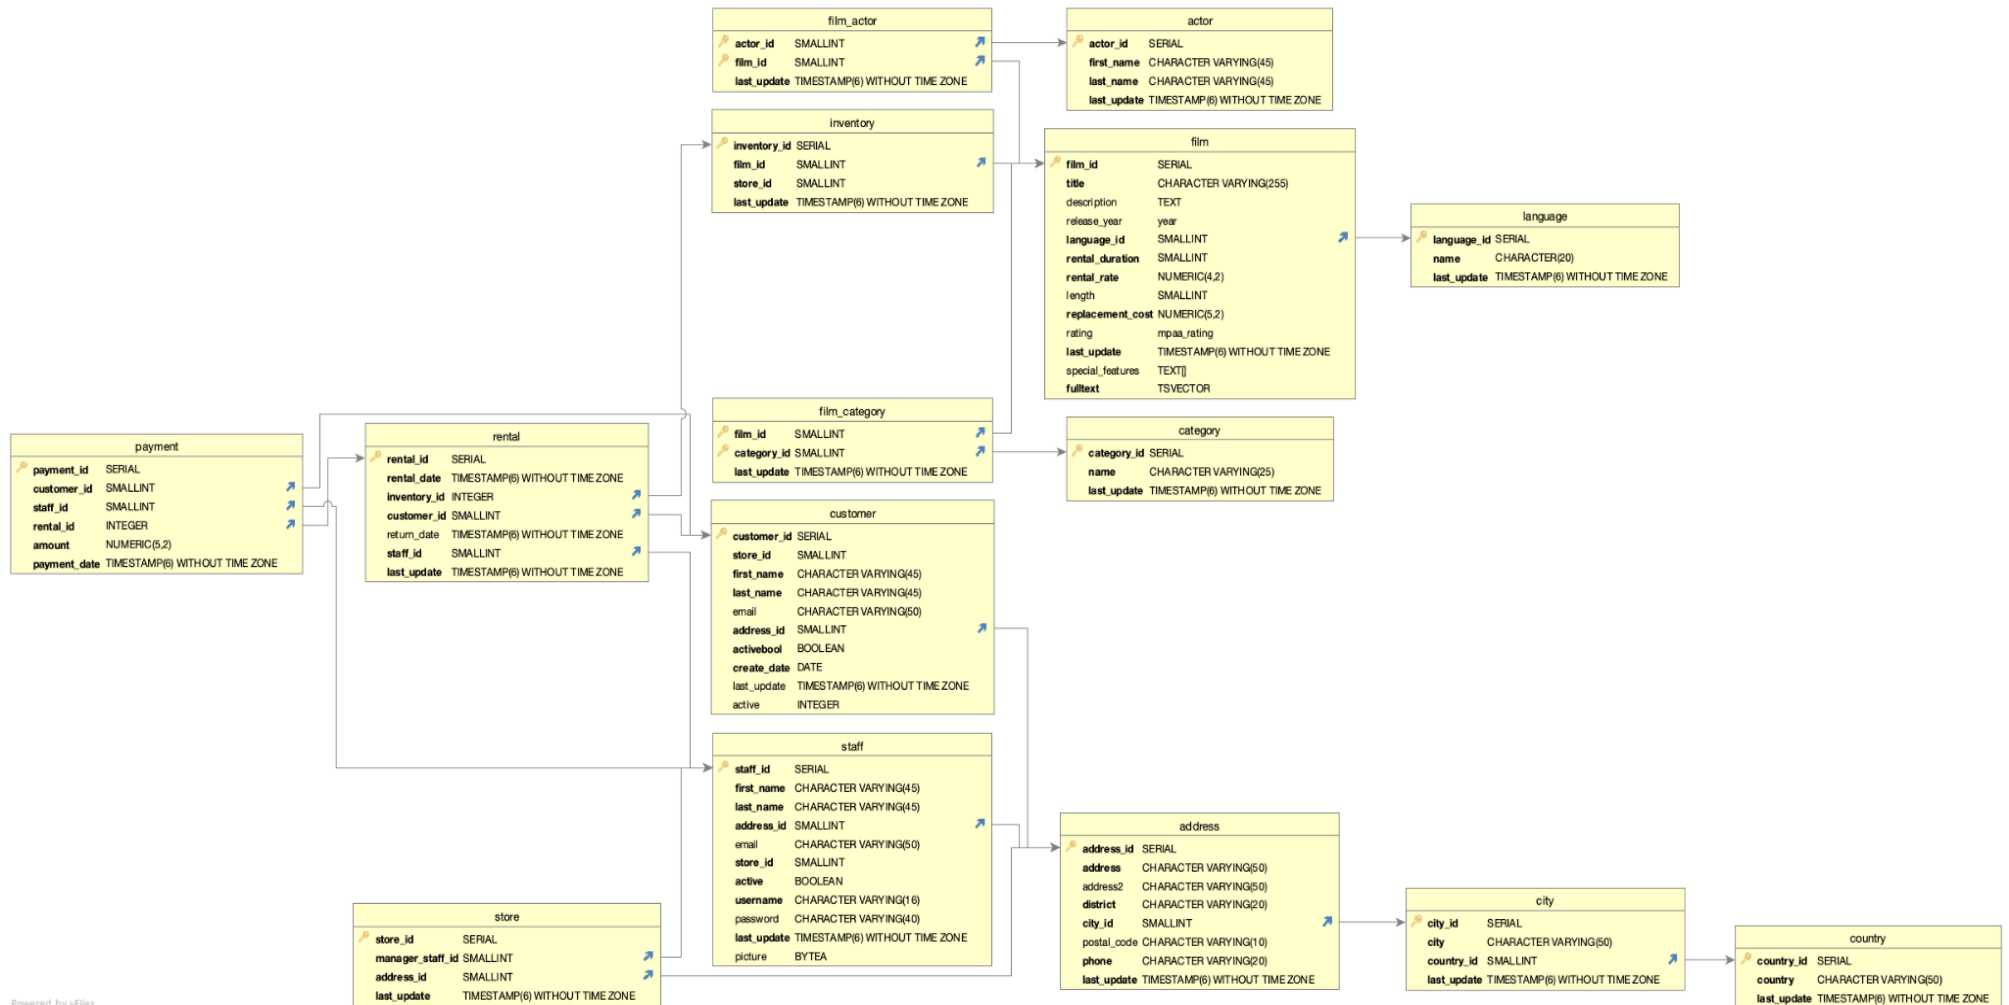 film_actor
actor_id SMALLINT
film_id SMALLINT
last_update TIMESTAMP(6) WITHOUT TIME ZONE
actor
actor_id SERIAL
first_name CHARACTER VARYING(45)
last_name CHARACTER VARYING(45)
last_update TIMESTAMP(6) WITHOUT TIME ZONE
inventory
inventory_id SERIAL
film_id SMALLINT
store_id SMALLINT
last_update TIMESTAMP(6) WITHOUT TIME ZONE
film
film_id SERIAL
title CHARACTER VARYING(255)
description TEXT
release_year year
language_id SMALLINT
rental_duration SMALLINT
rental_rate NUMERIC(4,2)
length SMALLINT
replacement_cost NUMERIC(5,2)
rating mpaa_rating
last_update TIMESTAMP(6) WITHOUT TIME ZONE
special_features TEXT[]
fulltext TSVECTOR
language
language_id SERIAL
name CHARACTER(20)
last_update TIMESTAMP(6) WITHOUT TIME ZONE
film_category
film_id SMALLINT
category_id SMALLINT
last_update TIMESTAMP(6) WITHOUT TIME ZONE
category
category_id SERIAL
name CHARACTER VARYING(25)
last_update TIMESTAMP(6) WITHOUT TIME ZONE
payment
payment_id SERIAL
customer_id SMALLINT
staff_id SMALLINT
rental_id INTEGER
amount NUMERIC(5,2)
payment_date TIMESTAMP(6) WITHOUT TIME ZONE
rental
rental_id SERIAL
rental_date TIMESTAMP(6) WITHOUT TIME ZONE
inventory_id INTEGER
customer_id SMALLINT
return_date TIMESTAMP(6) WITHOUT TIME ZONE
staff_id SMALLINT
last_update TIMESTAMP(6) WITHOUT TIME ZONE
customer
customer_id SERIAL
store_id SMALLINT
first_name CHARACTER VARYING(45)
last_name CHARACTER VARYING(45)
email CHARACTER VARYING(50)
address_id SMALLINT
activebool BOOLEAN
create_date DATE
last_update TIMESTAMP(6) WITHOUT TIME ZONE
active INTEGER
staff
staff_id SERIAL
first_name CHARACTER VARYING(45)
last_name CHARACTER VARYING(45)
address_id SMALLINT
email CHARACTER VARYING(50)
store_id SMALLINT
active BOOLEAN
username CHARACTER VARYING(16)
password CHARACTER VARYING(40)
last_update TIMESTAMP(6) WITHOUT TIME ZONE
picture BYTEA
store
store_id SERIAL
manager_staff_id SMALLINT
address_id SMALLINT
last_update TIMESTAMP(6) WITHOUT TIME ZONE
address
address_id SERIAL
address CHARACTER VARYING(50)
address2 CHARACTER VARYING(50)
district CHARACTER VARYING(20)
city_id SMALLINT
postal_code CHARACTER VARYING(10)
phone CHARACTER VARYING(20)
last_update TIMESTAMP(6) WITHOUT TIME ZONE
city
city_id SERIAL
city CHARACTER VARYING(50)
country_id SMALLINT
last_update TIMESTAMP(6) WITHOUT TIME ZONE
country
country_id SERIAL
country CHARACTER VARYING(50)
last_update TIMESTAMP(6) WITHOUT TIME ZONE
Powered by yFiles